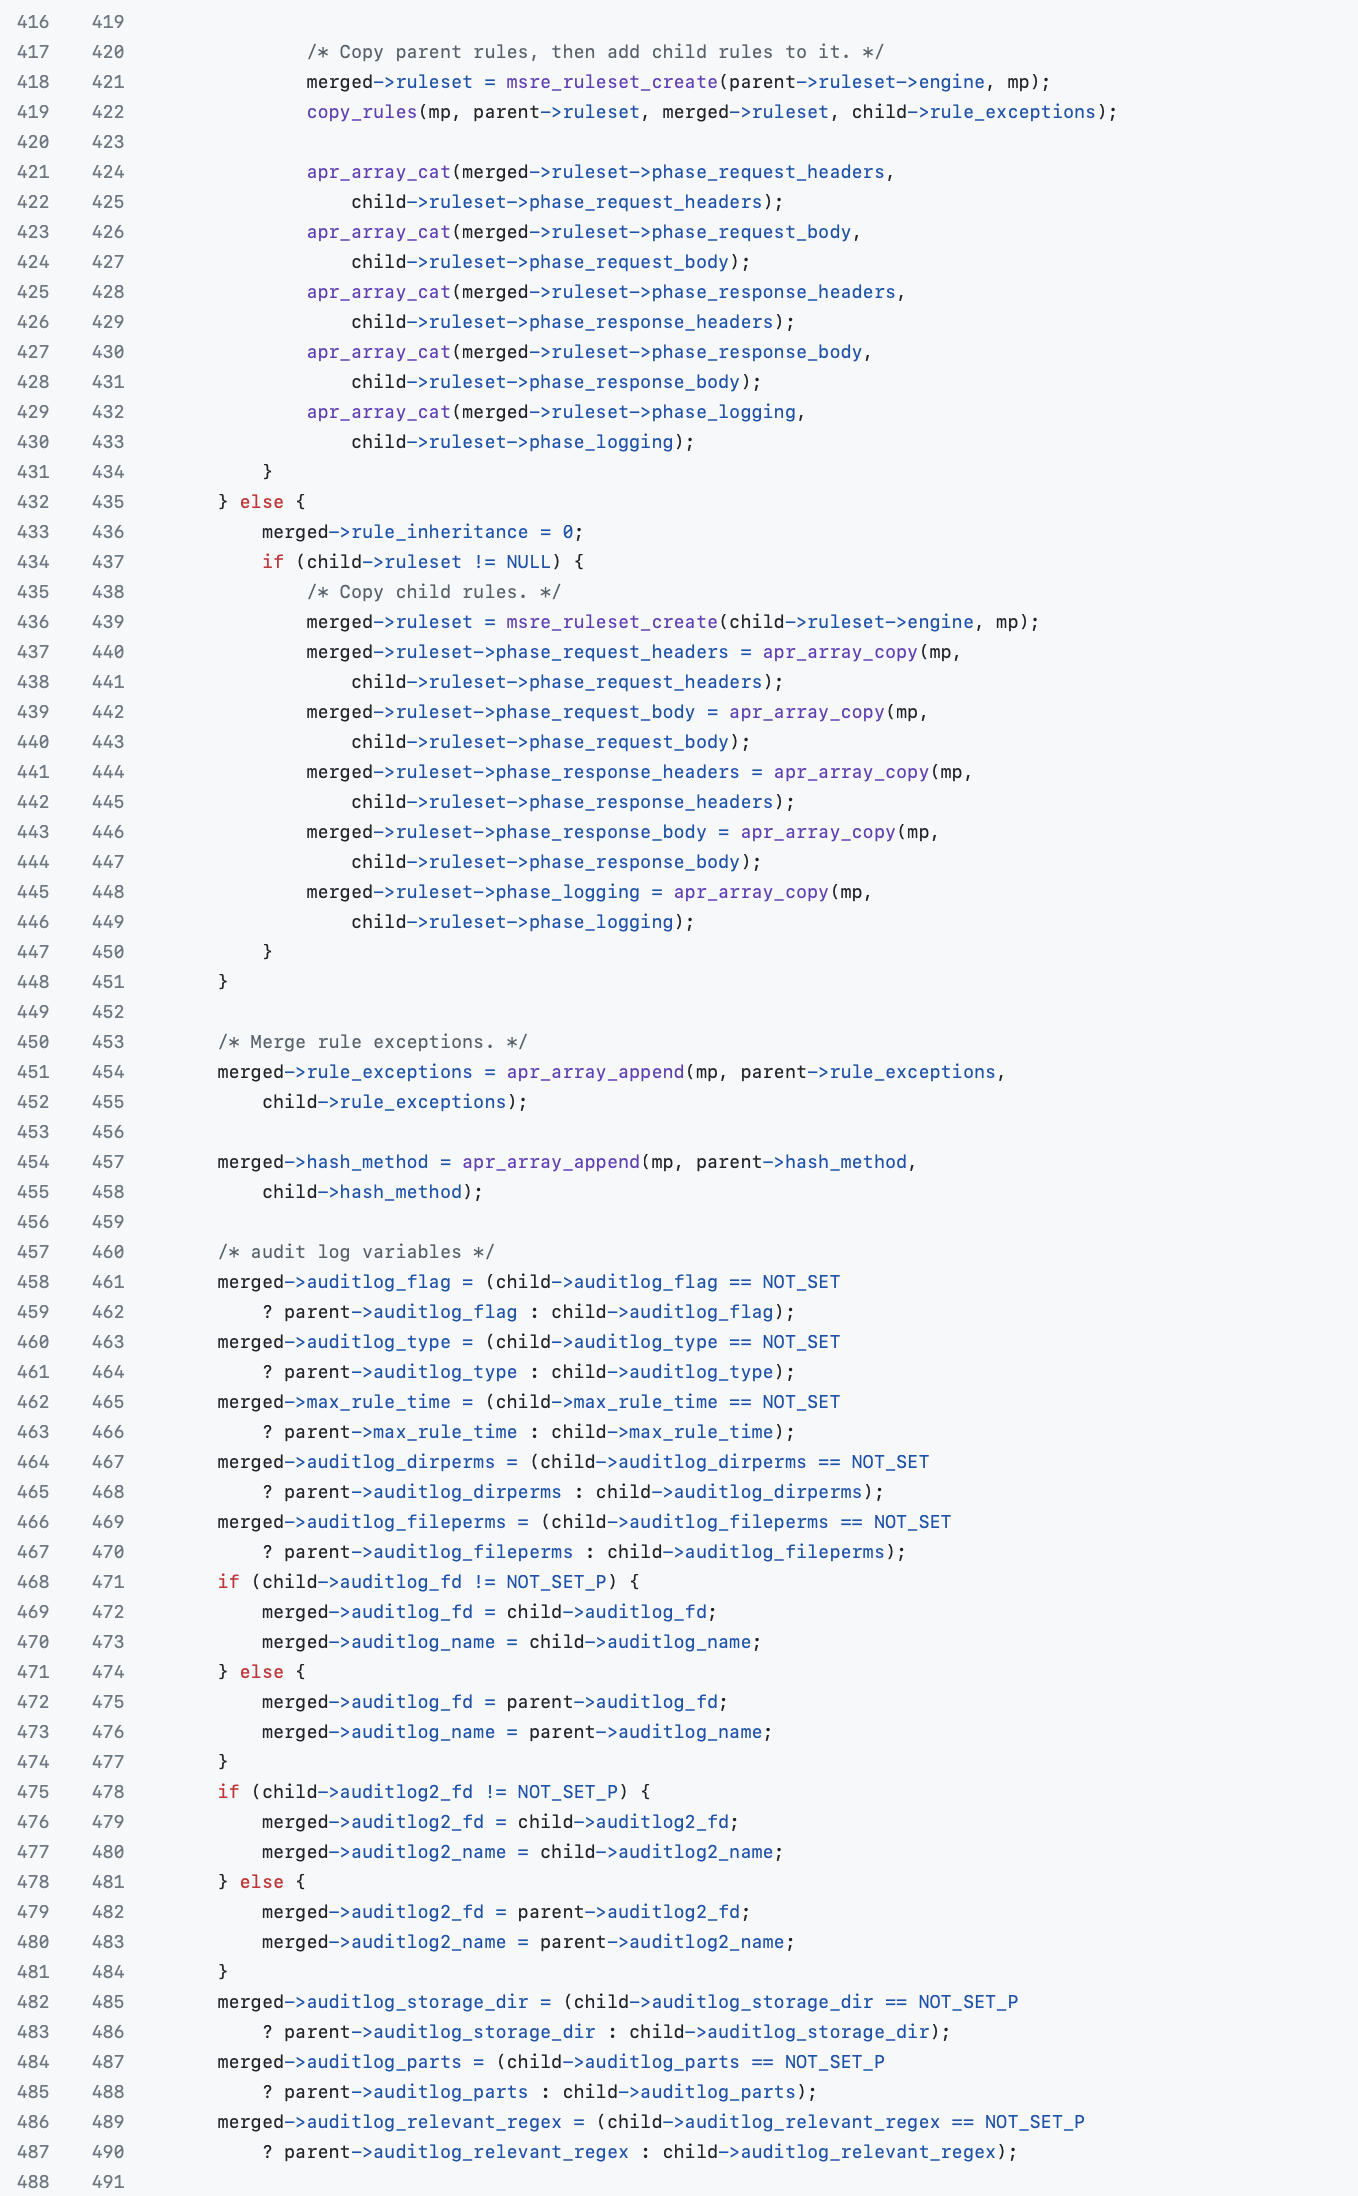 416 419
417 420 /* Copy parent rules, then add child rules to it. */
418 421 merged->ruleset = msre_ruleset_create(parent->ruleset->engine, mp);
419 422 copy_rules(mp, parent->ruleset, merged->ruleset, child->rule_exceptions);
420 423
421 424 apr_array_cat(merged->ruleset->phase_request_headers,
422 425 child->ruleset->phase_request_headers);
423 426 apr_array_cat(merged->ruleset->phase_request_body,
424 427 child->ruleset->phase_request_body);
425 428 apr_array_cat(merged->ruleset->phase_response_headers,
426 429 child->ruleset->phase_response_headers);
427 430 apr_array_cat(merged->ruleset->phase_response_body,
428 431 child->ruleset->phase_response_body);
429 432 apr_array_cat(merged->ruleset->phase_logging,
430 433 child->ruleset->phase_logging);
431 434 }
432 435 } else {
433 436 merged->rule_inheritance = 0;
434 437 if (child->ruleset != NULL) {
435 438 /* Copy child rules. */
436 439 merged->ruleset = msre_ruleset_create(child->ruleset->engine, mp);
437 440 merged->ruleset->phase_request_headers = apr_array_copy(mp,
438 441 child->ruleset->phase_request_headers);
439 442 merged->ruleset->phase_request_body = apr_array_copy(mp,
440 443 child->ruleset->phase_request_body);
441 444 merged->ruleset->phase_response_headers = apr_array_copy(mp,
442 445 child->ruleset->phase_response_headers);
443 446 merged->ruleset->phase_response_body = apr_array_copy(mp,
444 447 child->ruleset->phase_response_body);
445 448 merged->ruleset->phase_logging = apr_array_copy(mp,
446 449 child->ruleset->phase_logging);
447 450 }
448 451 }
449 452
450 453 /* Merge rule exceptions. */
451 454 merged->rule_exceptions = apr_array_append(mp, parent->rule_exceptions,
452 455 child->rule_exceptions);
453 456
454 457 merged->hash_method = apr_array_append(mp, parent->hash_method,
455 458 child->hash_method);
456 459
457 460 /* audit log variables */
458 461 merged->auditlog_flag = (child->auditlog_flag == NOT_SET
459 462 ? parent->auditlog_flag : child->auditlog_flag);
460 463 merged->auditlog_type = (child->auditlog_type == NOT_SET
461 464 ? parent->auditlog_type : child->auditlog_type);
462 465 merged->max_rule_time = (child->max_rule_time == NOT_SET
463 466 ? parent->max_rule_time : child->max_rule_time);
464 467 merged->auditlog_dirperms = (child->auditlog_dirperms == NOT_SET
465 468 ? parent->auditlog_dirperms : child->auditlog_dirperms);
466 469 merged->auditlog_fileperms = (child->auditlog_fileperms == NOT_SET
467 470 ? parent->auditlog_fileperms : child->auditlog_fileperms);
468 471 if (child->auditlog_fd != NOT_SET_P) {
469 472 merged->auditlog_fd = child->auditlog_fd;
470 473 merged->auditlog_name = child->auditlog_name;
471 474 } else {
472 475 merged->auditlog_fd = parent->auditlog_fd;
473 476 merged->auditlog_name = parent->auditlog_name;
474 477 }
475 478 if (child->auditlog2_fd != NOT_SET_P) {
476 479 merged->auditlog2_fd = child->auditlog2_fd;
477 480 merged->auditlog2_name = child->auditlog2_name;
478 481 } else {
479 482 merged->auditlog2_fd = parent->auditlog2_fd;
480 483 merged->auditlog2_name = parent->auditlog2_name;
481 484 }
482 485 merged->auditlog_storage_dir = (child->auditlog_storage_dir == NOT_SET_P
483 486 ? parent->auditlog_storage_dir : child->auditlog_storage_dir);
484 487 merged->auditlog_parts = (child->auditlog_parts == NOT_SET_P
485 488 ? parent->auditlog_parts : child->auditlog_parts);
486 489 merged->auditlog_relevant_regex = (child->auditlog_relevant_regex == NOT_SET_P
487 490 ? parent->auditlog_relevant_regex : child->auditlog_relevant_regex);
488 491